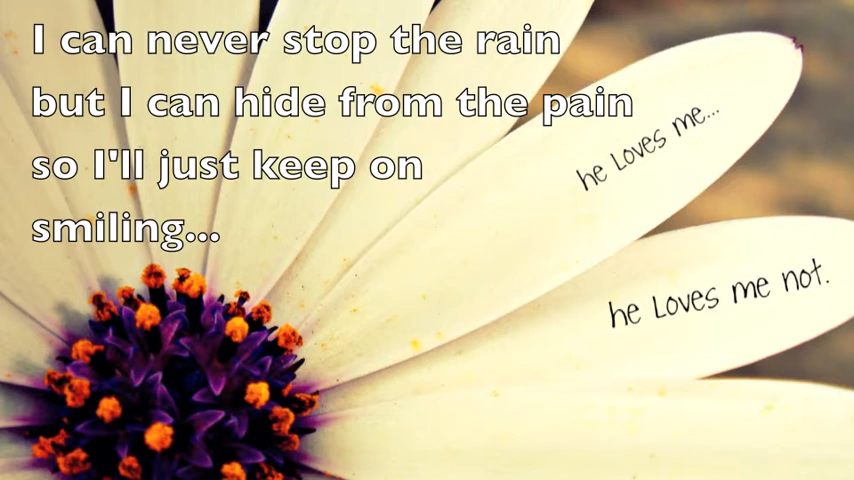 I can never stop the rain
but I can hide from the pain
so I'll just keep on
smiling...
he Loves me...
he Loves me not.